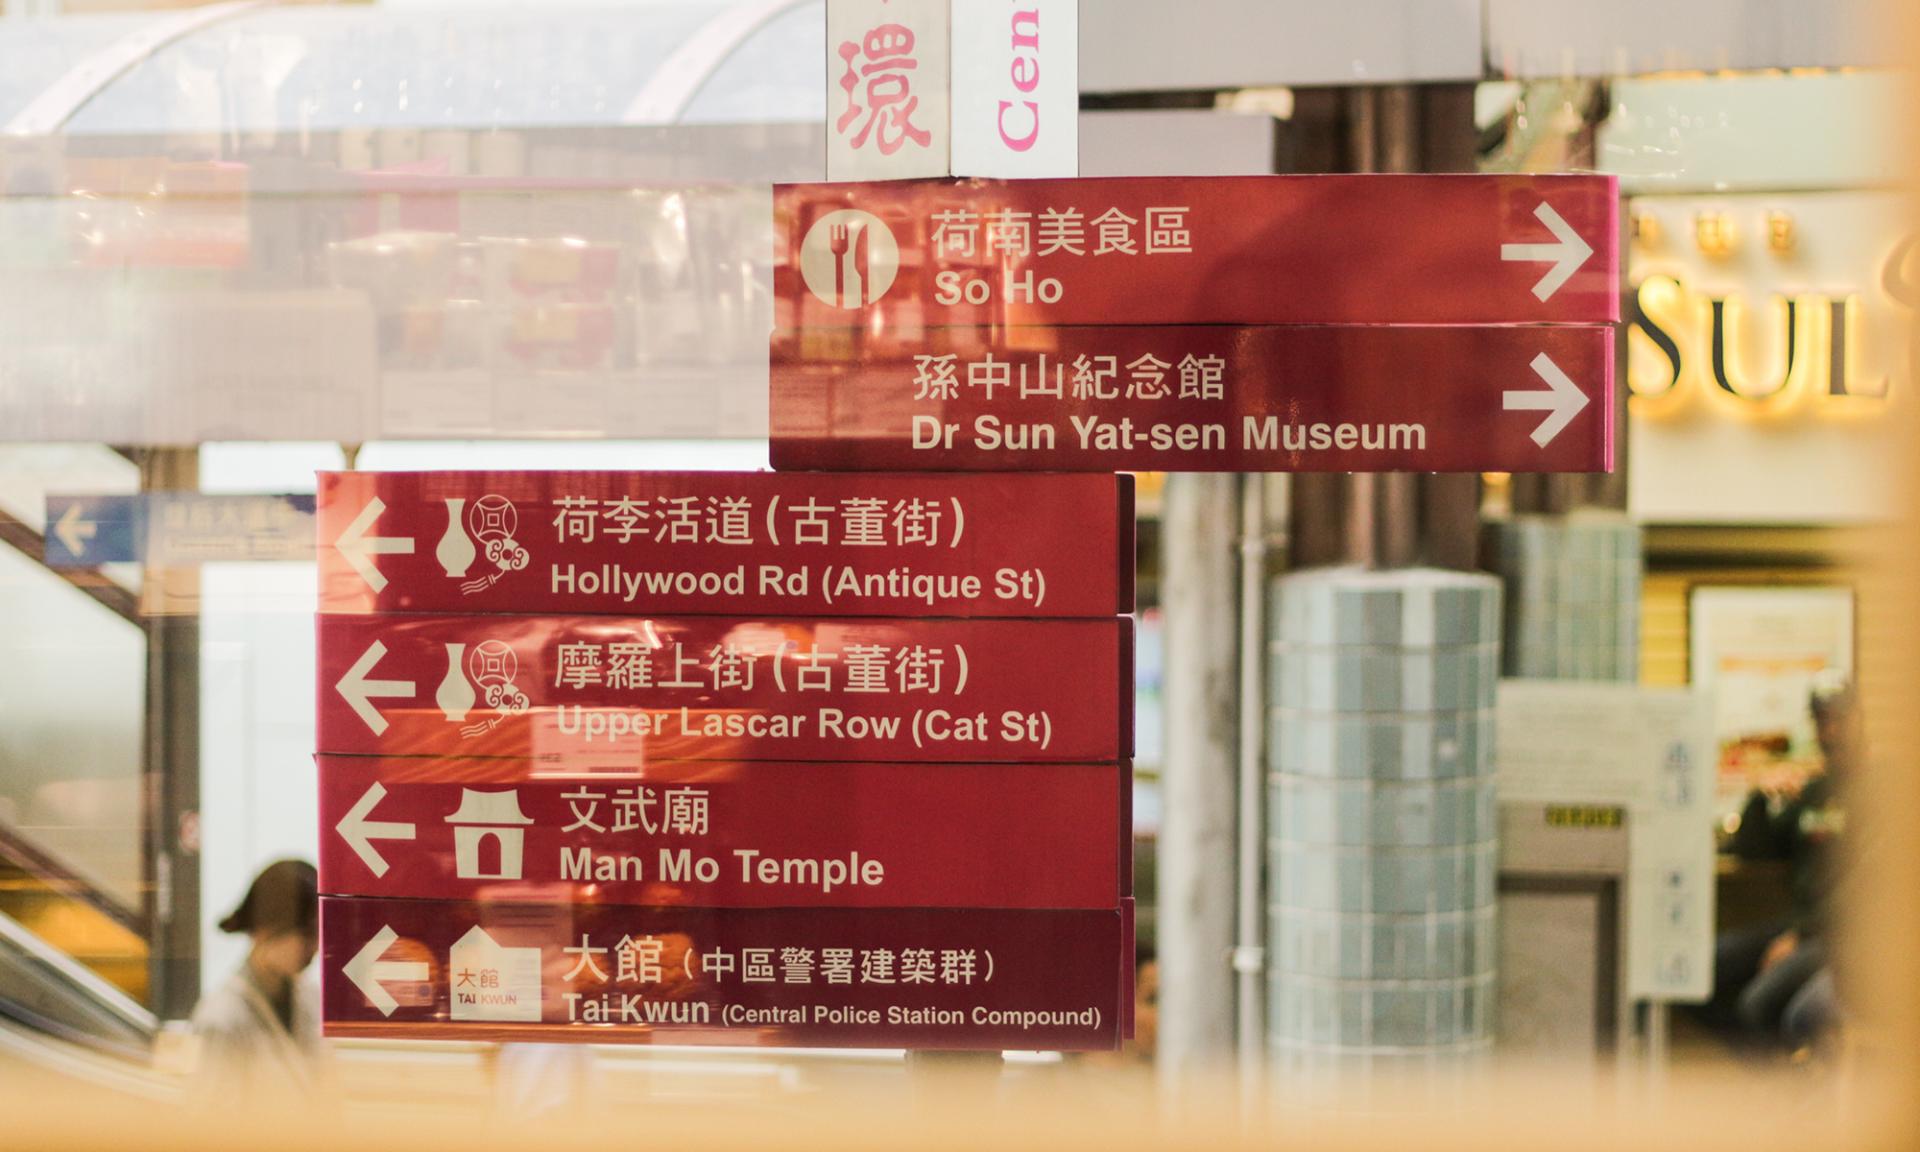 環
Cen
荷南美食區
So Ho
孫中山紀念館
Dr Sun Yat-sen Museum
SUL
荷李活道(古董街)
Hollywood Rd (Antique St)
摩羅上街(古董街)
Upper Lascar Row (Cat St)
文武廟
Man Mo Temple
大館
TAI KWUN
大館(中區警署建築群)
Tai Kwun (Central Police Station Compound)